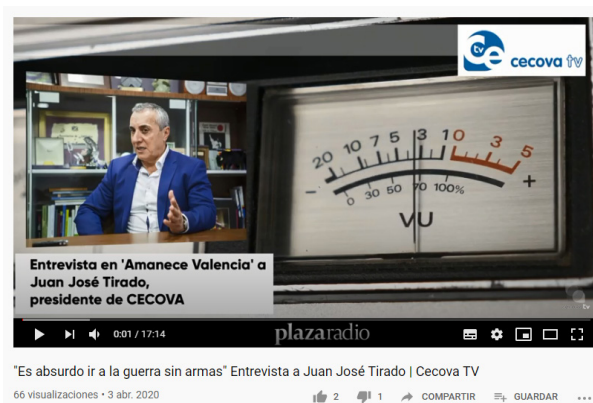 cecova tv
20 10 7 5 3 1 0 3 5
- +
0 30 50 70 100%
VU
Entrevista en 'Amanece Valencia' a
Juan José Tirado,
presidente de CECOVA
0:01 / 17:14
plazaradio
"Es absurdo ir a la guerra sin armas" Entrevista a Juan José Tirado | Cecova TV
66 visualizaciones • 3 abr. 2020
2
1
COMPARTIR
GUARDAR